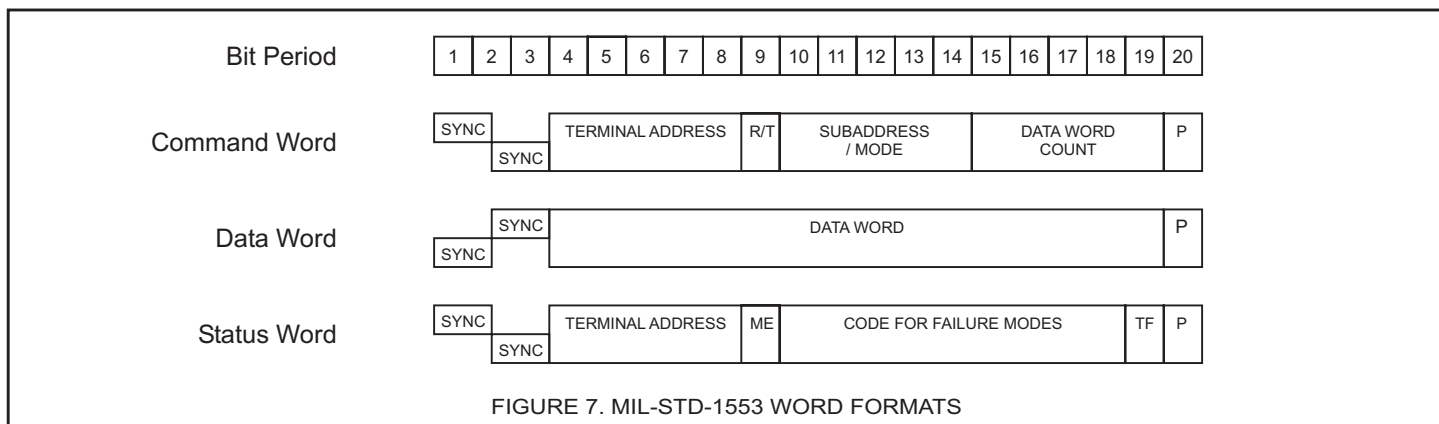 Bit Period 1 2 3 4 5 6 7 8 9 10 11 12 13 14 15 16 17 18 19 20
Command Word SYNC TERMINAL ADDRESS R/T SUBADDRESS DATA WORD P
SYNC / MODE COUNT
Data Word SYNC DATA WORD P
SYNC
Status Word SYNC TERMINAL ADDRESS ME CODE FOR FAILURE MODES TF P
SYNC
FIGURE 7. MIL-STD-1553 WORD FORMATS